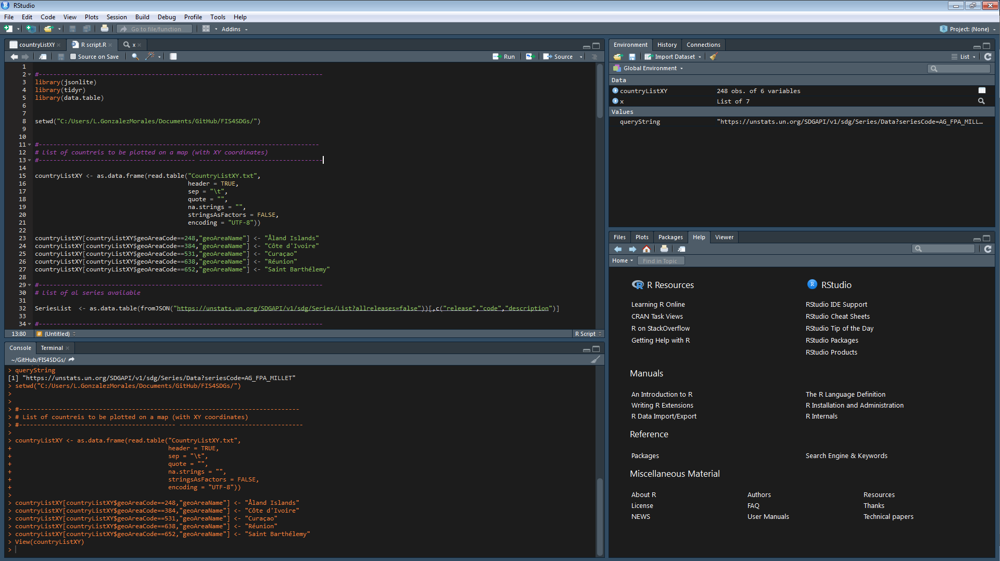 RStudio
File Edit Code View Plots Session Build Debug Profile Tools Help
Go to file/function Addins Project: (None)
countryListXY R script.R x
Source on Save Run Source
1
2 #------------------------------------------------------------------------------
3 library(jsonlite)
4 library(tidyr)
5 library(data.table)
6
7
8 setwd("C:/Users/L.GonzalezMorales/Documents/GitHub/FIS4SDGs/")
9
10
11 #-----------------------------------------------------------------------------
12 # List of countreis to be plotted on a map (with XY coordinates)
13 #------------------------------------------- ----------------------------------
14
15 countryListXY <- as.data.frame(read.table("CountryListXY.txt",
16 header = TRUE,
17 sep = "\t",
18 quote = "",
19 na.strings = "",
20 stringsAsFactors = FALSE,
21 encoding = "UTF-8"))
22
23 countryListXY[countryListXY$geoAreaCode==248,"geoAreaName"] <- "Åland Islands"
24 countryListXY[countryListXY$geoAreaCode==384,"geoAreaName"] <- "Côte d'Ivoire"
25 countryListXY[countryListXY$geoAreaCode==531,"geoAreaName"] <- "Curaçao"
26 countryListXY[countryListXY$geoAreaCode==638,"geoAreaName"] <- "Réunion"
27 countryListXY[countryListXY$geoAreaCode==652,"geoAreaName"] <- "Saint Barthélemy"
28
29 #------------------------------------------------------------------------------
30 # List of al series available
31
32 SeriesList <- as.data.table(fromJSON("https://unstats.un.org/SDGAPI/v1/sdg/Series/List?allreleases=false"))[,c("release","code","description")]
33
34 #------------------------------------------------------------------------------
13:80 # (Untitled) R Script
Console Terminal
~/GitHub/FIS4SDGs/
> queryString
[1] "https://unstats.un.org/SDGAPI/v1/sdg/Series/Data?seriesCode=AG_FPA_MILLET"
> setwd("C:/Users/L.GonzalezMorales/Documents/GitHub/FIS4SDGs/")
>
>
> #-----------------------------------------------------------------------------
> # List of countreis to be plotted on a map (with XY coordinates)
> #------------------------------------------- ----------------------------------
>
> countryListXY <- as.data.frame(read.table("CountryListXY.txt",
+ header = TRUE,
+ sep = "\t",
+ quote = "",
+ na.strings = "",
+ stringsAsFactors = FALSE,
+ encoding = "UTF-8"))
>
> countryListXY[countryListXY$geoAreaCode==248,"geoAreaName"] <- "Åland Islands"
> countryListXY[countryListXY$geoAreaCode==384,"geoAreaName"] <- "Côte d'Ivoire"
> countryListXY[countryListXY$geoAreaCode==531,"geoAreaName"] <- "Curaçao"
> countryListXY[countryListXY$geoAreaCode==638,"geoAreaName"] <- "Réunion"
> countryListXY[countryListXY$geoAreaCode==652,"geoAreaName"] <- "Saint Barthélemy"
> View(countryListXY)
>
Environment History Connections
Import Dataset List
Global Environment
Data
countryListXY 248 obs. of 6 variables
x List of 7
Values
queryString "https://unstats.un.org/SDGAPI/v1/sdg/Series/Data?seriesCode=AG_FPA_MILL…
Files Plots Packages Help Viewer
Home Find in Topic
R Resources
Learning R Online
CRAN Task Views
R on StackOverflow
Getting Help with R
RStudio
RStudio IDE Support
RStudio Cheat Sheets
RStudio Tip of the Day
RStudio Packages
RStudio Products
Manuals
An Introduction to R The R Language Definition
Writing R Extensions R Installation and Administration
R Data Import/Export R Internals
Reference
Packages Search Engine & Keywords
Miscellaneous Material
About R Authors Resources
License FAQ Thanks
NEWS User Manuals Technical papers